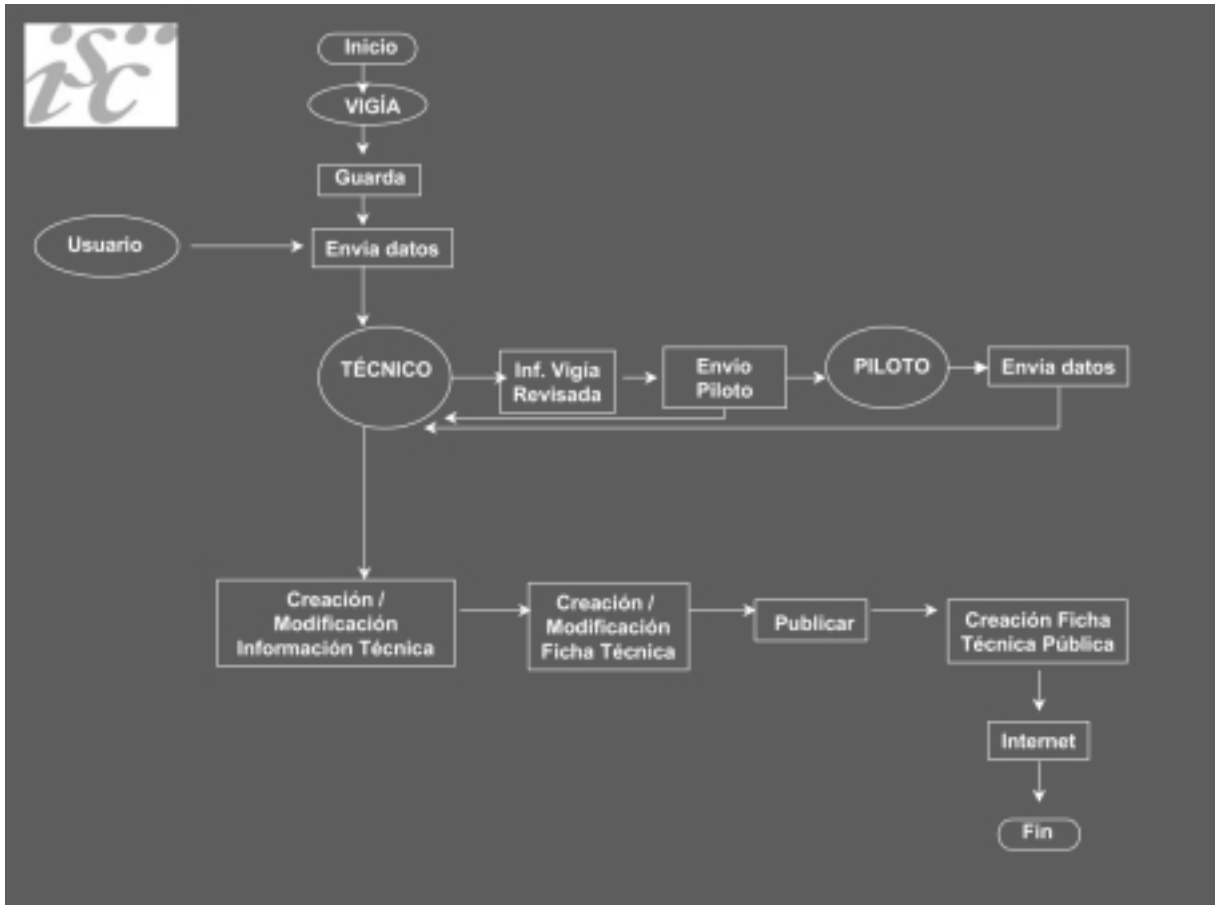 isc
Inicio
VIGÍA
Guarda
Usuario
Envia datos
TÉCNICO
Inf. Vigía
Revisada
Envio
Piloto
PILOTO
Envia datos
Creación /
Modificación
Información Técnica
Creación /
Modificación
Ficha Técnica
Publicar
Creación Ficha
Técnica Pública
Internet
Fin